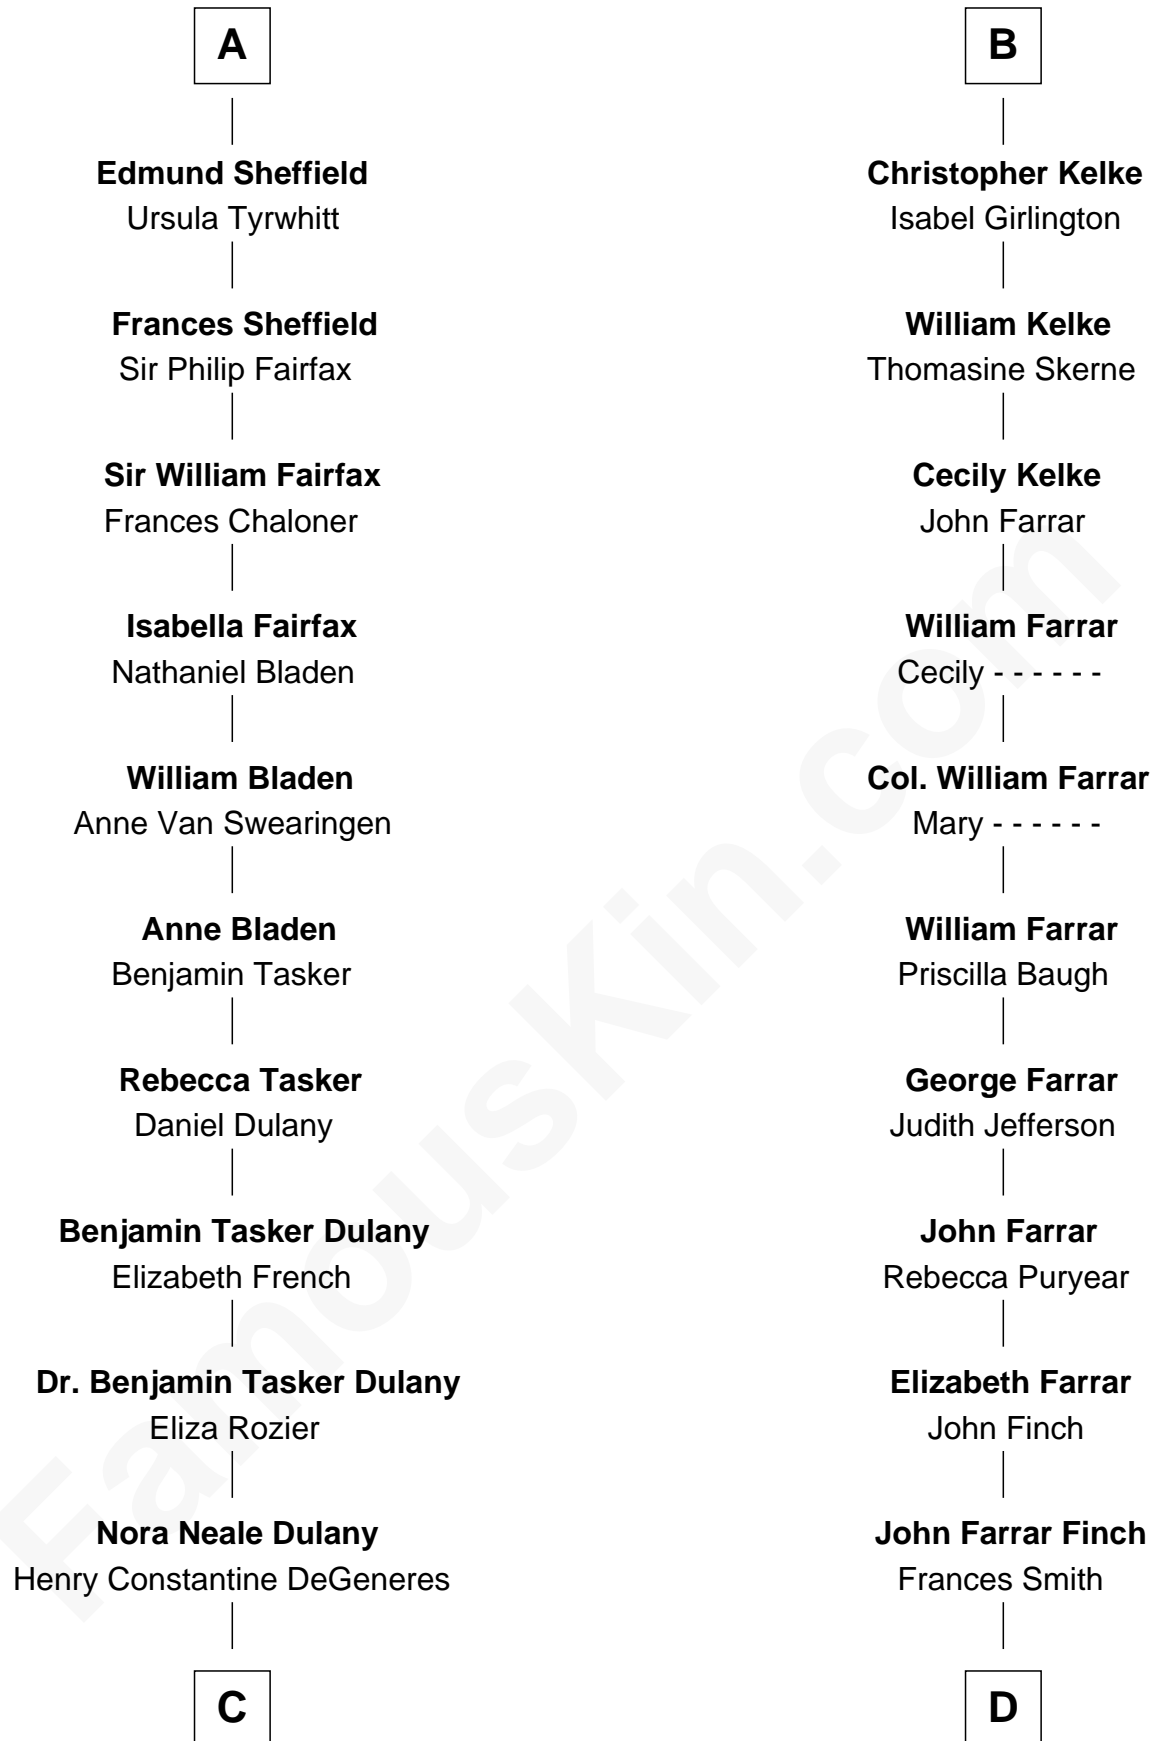 A
Edmund Sheffield
Ursula Tyrwhitt
Frances Sheffield
Sir Philip Fairfax
Sir William Fairfax
Frances Chaloner
Isabella Fairfax
Nathaniel Bladen
William Bladen
Anne Van Swearingen
Anne Bladen
Benjamin Tasker
Rebecca Tasker
Daniel Dulany
Benjamin Tasker Dulany
Elizabeth French
Dr. Benjamin Tasker Dulany
Eliza Rozier
Nora Neale Dulany
Henry Constantine DeGeneres
C
B
Christopher Kelke
Isabel Girlington
William Kelke
Thomasine Skerne
Cecily Kelke
John Farrar
William Farrar
Cecily - - - - - -
Col. William Farrar
Mary - - - - - -
William Farrar
Priscilla Baugh
George Farrar
Judith Jefferson
John Farrar
Rebecca Puryear
Elizabeth Farrar
John Finch
John Farrar Finch
Frances Smith
D
FamousKin.com